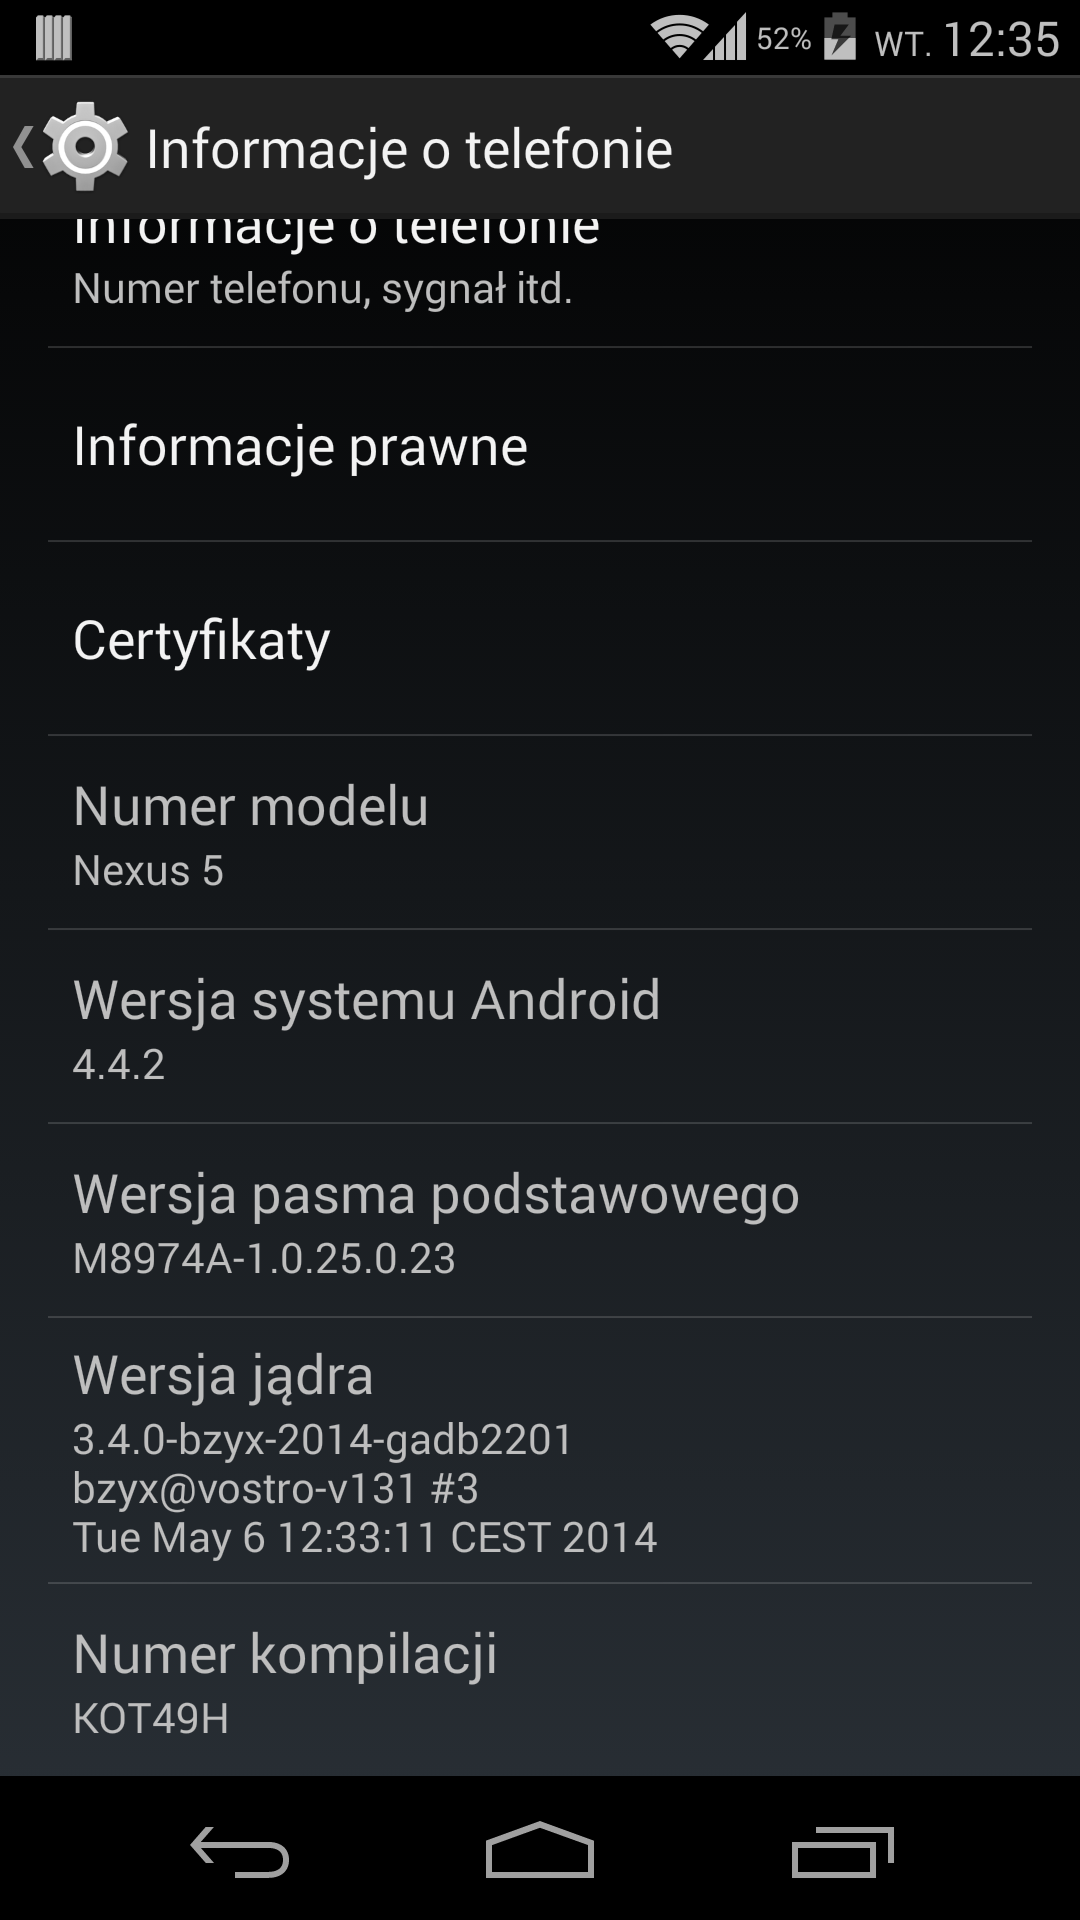 52% WT. 12:35
Informacje o telefonie
Informacje o telefonie
Numer telefonu, sygnał itd.
Informacje prawne
Certyfikaty
Numer modelu
Nexus 5
Wersja systemu Android
4.4.2
Wersja pasma podstawowego
M8974A-1.0.25.0.23
Wersja jądra
3.4.0-bzyx-2014-gadb2201
bzyx@vostro-v131 #3
Tue May 6 12:33:11 CEST 2014
Numer kompilacji
KOT49H